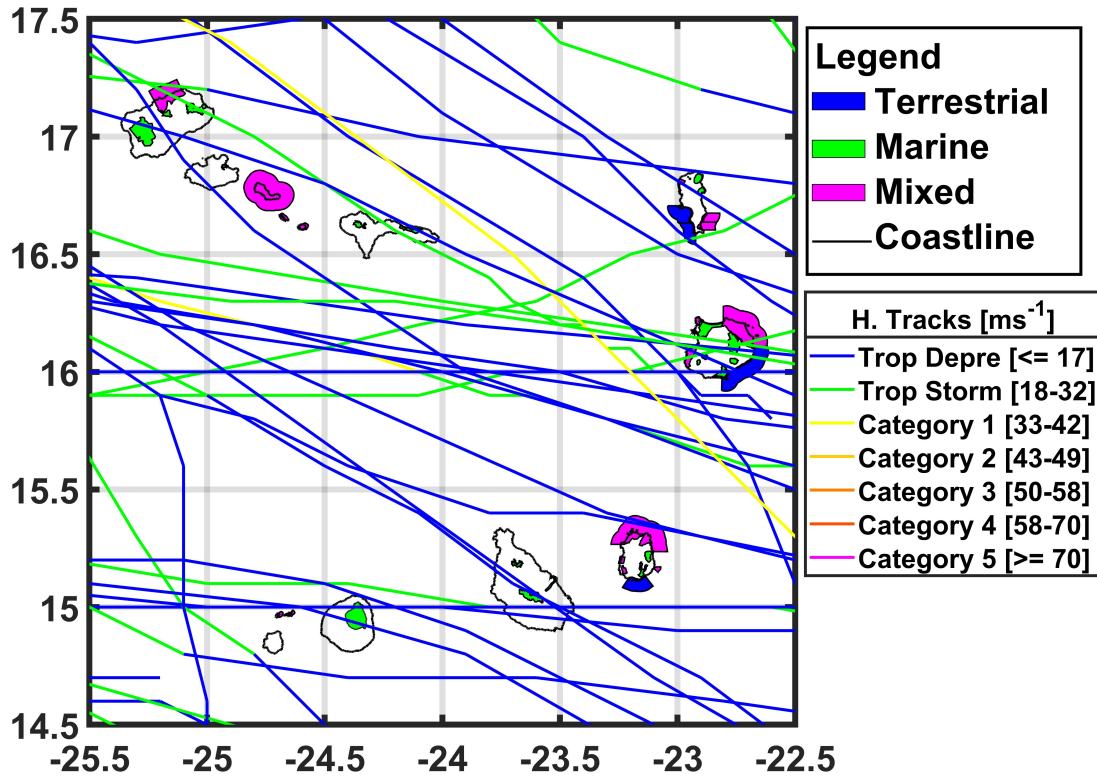 17.5
17
16.5
16
15.5
15
14.5
-25.5
-25
-24.5
-24
-23.5
-23
-22.5
Legend
Terrestrial
Marine
Mixed
Coastline
H. Tracks [ms⁻¹]
Trop Depre [<= 17]
Trop Storm [18-32]
Category 1 [33-42]
Category 2 [43-49]
Category 3 [50-58]
Category 4 [58-70]
Category 5 [>= 70]